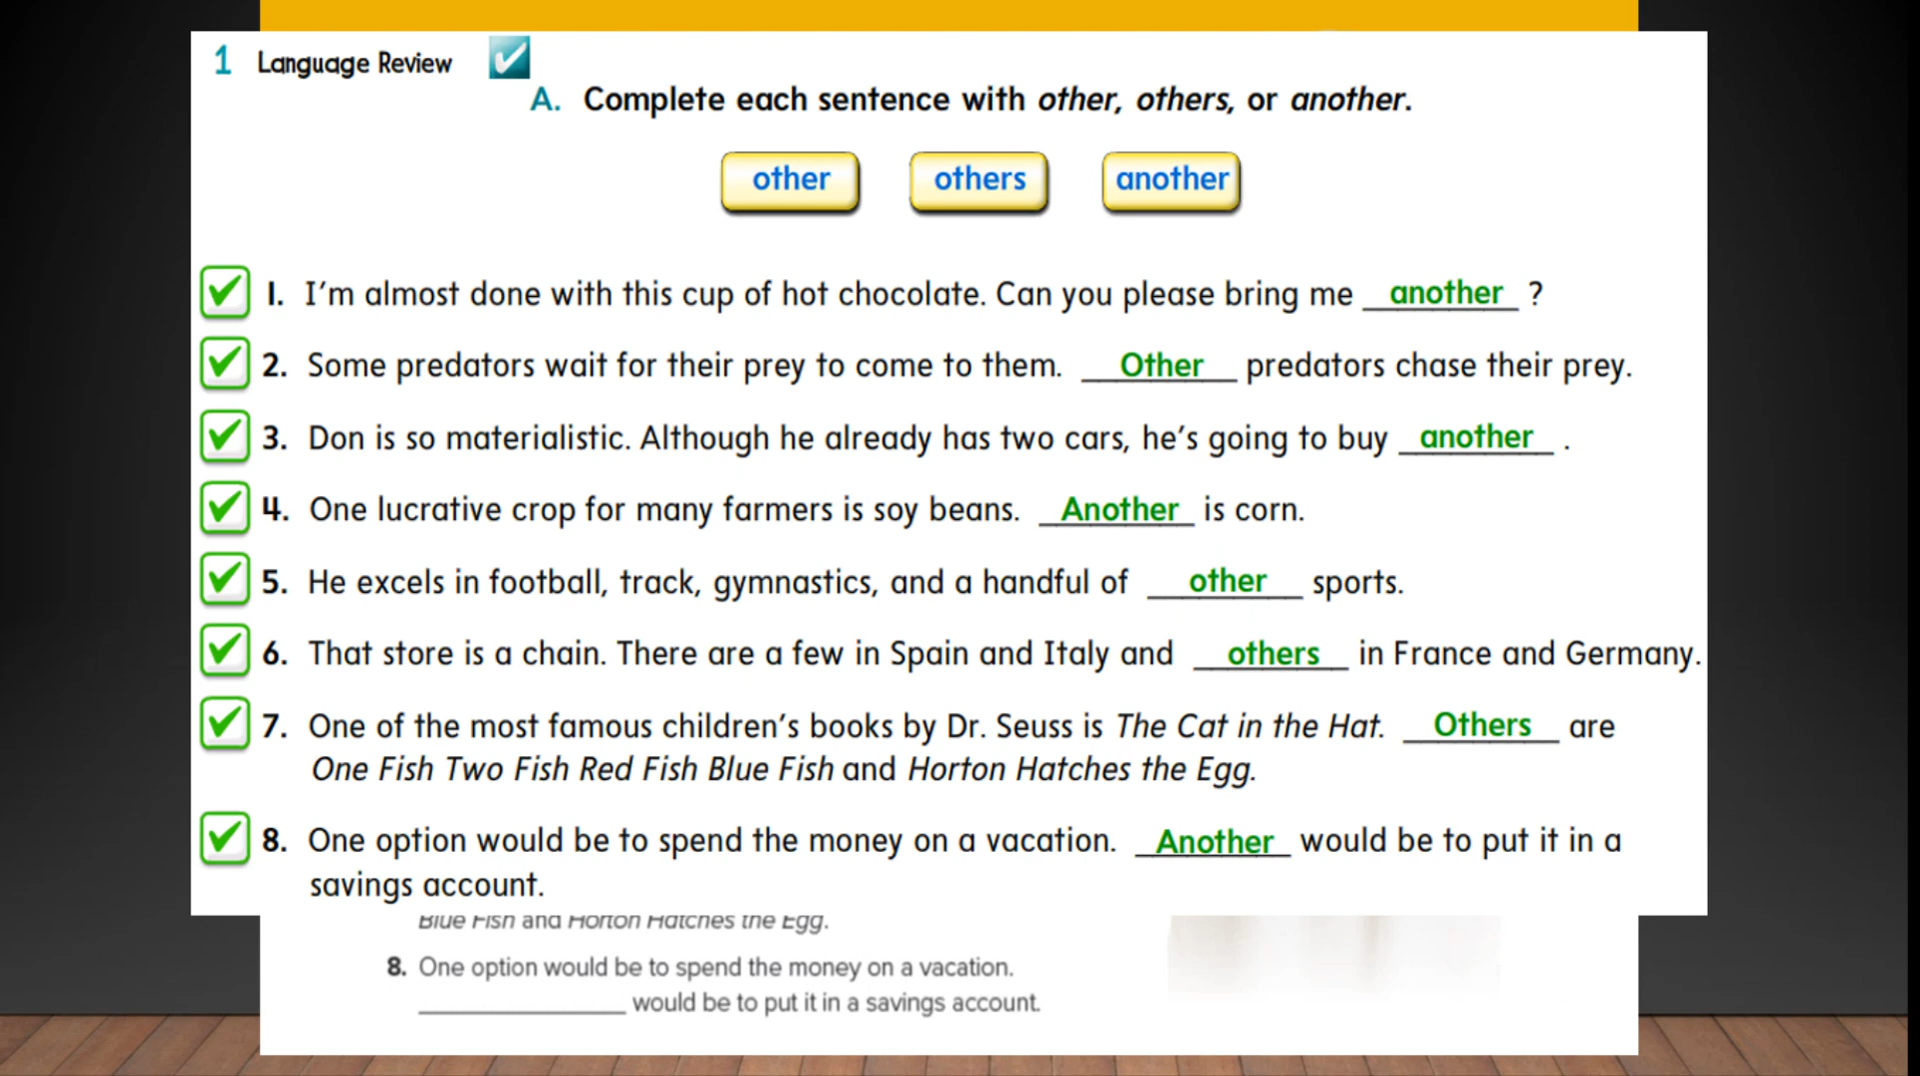 1 Language Review
A. Complete each sentence with other, others, or another.
other others another
1. I'm almost done with this cup of hot chocolate. Can you please bring me another ?
2. Some predators wait for their prey to come to them. Other predators chase their prey.
3. Don is so materialistic. Although he already has two cars, he's going to buy another .
4. One lucrative crop for many farmers is soy beans. Another is corn.
5. He excels in football, track, gymnastics, and a handful of other sports.
6. That store is a chain. There are a few in Spain and Italy and others in France and Germany.
7. One of the most famous children's books by Dr. Seuss is The Cat in the Hat. Others are
One Fish Two Fish Red Fish Blue Fish and Horton Hatches the Egg.
8. One option would be to spend the money on a vacation. Another would be to put it in a
savings account.
Blue Fish and Horton Hatches the Egg.
8. One option would be to spend the money on a vacation.
______________ would be to put it in a savings account.